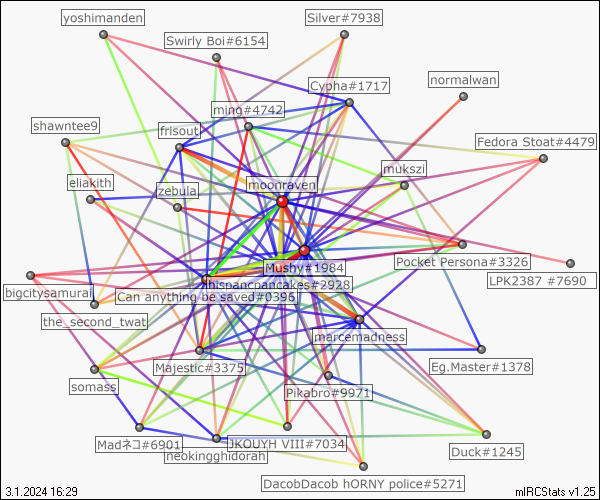 yoshimanden
Silver#7938
Swirly Boi#6154
Cypha#1717
normalwan
ming#4742
shawntee9
frisout
Fedora Stoat#4479
mukszi
eliakith
zebula
moonraven
Pocket Persona#3326
Mushy#1984
LPK2387 #7690
hispancpancakes#2928
bigcitysamurai
Can anything be saved#0396
the_second_twat
marcemadness
Majestic#3375
Eg.Master#1378
somass
Pikabro#9971
Madネコ#6901
JKOUYH VIII#7034
Duck#1245
neokingghidorah
DacobDacob hORNY police#5271
3.1.2024 16:29
mIRCStats v1.25